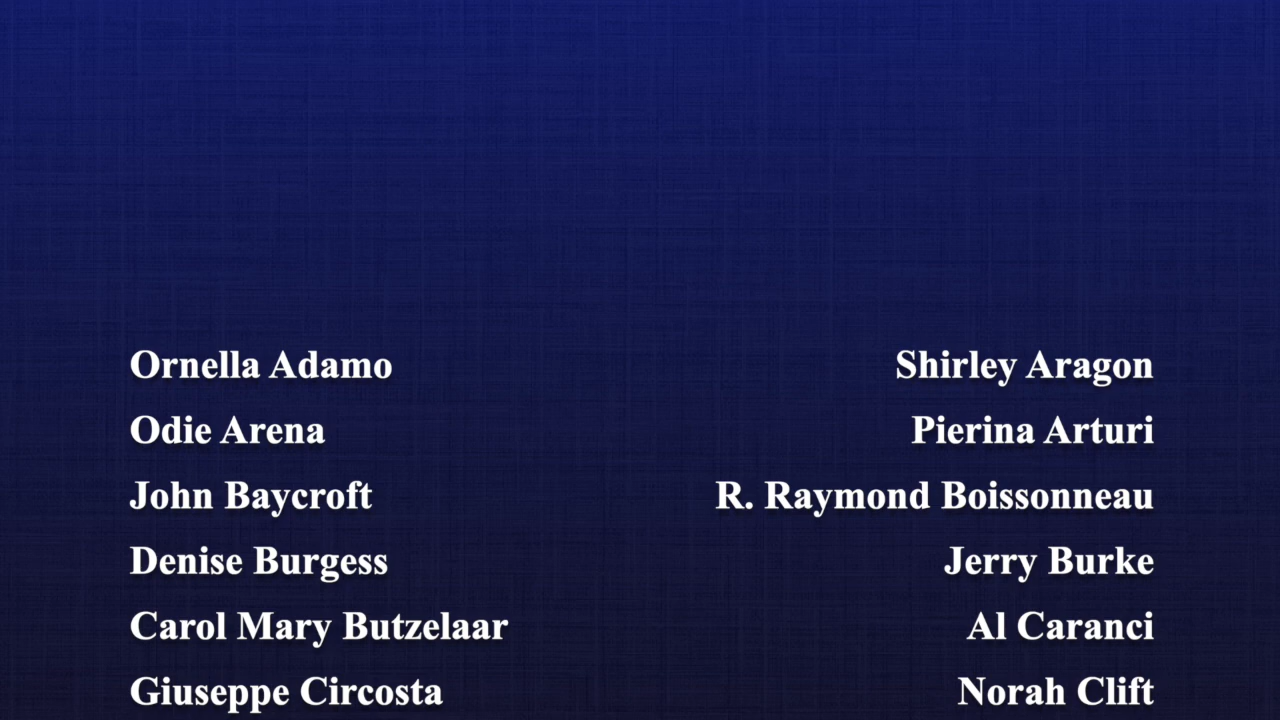 Ornella Adamo Shirley Aragon
Odie Arena Pierina Arturi
John Baycroft R. Raymond Boissonneau
Denise Burgess Jerry Burke
Carol Mary Butzelaar Al Caranci
Giuseppe Circosta Norah Clift